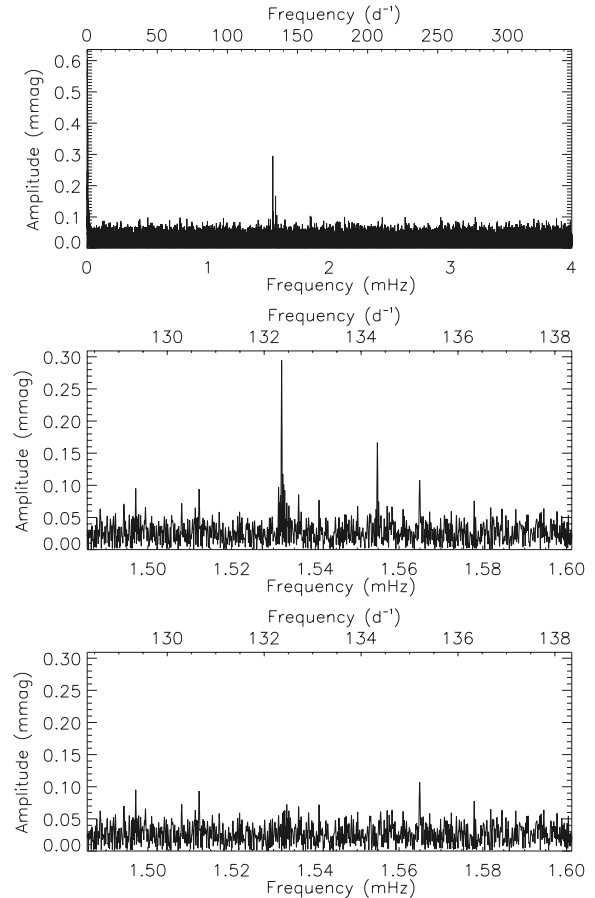 Frequency (d⁻¹)
0 50 100 150 200 250 300
Amplitude (mmag)
0.6
0.5
0.4
0.3
0.2
0.1
0.0
0 1 2 3 4
Frequency (mHz)
Frequency (d⁻¹)
130 132 134 136 138
Amplitude (mmag)
0.30
0.25
0.20
0.15
0.10
0.05
0.00
1.50 1.52 1.54 1.56 1.58 1.60
Frequency (mHz)
Frequency (d⁻¹)
130 132 134 136 138
Amplitude (mmag)
0.30
0.25
0.20
0.15
0.10
0.05
0.00
1.50 1.52 1.54 1.56 1.58 1.60
Frequency (mHz)